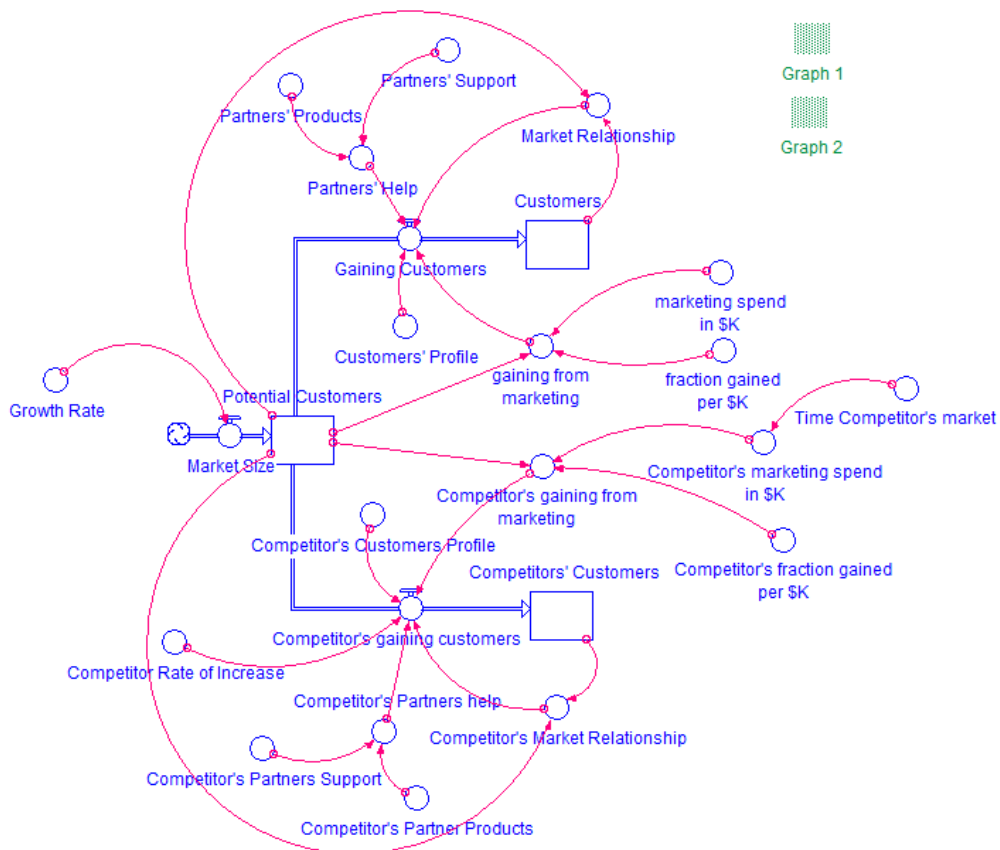 Partners' Support
Graph 1
Partners' Products
Market Relationship
Graph 2
Partners' Help
Customers
Gaining Customers
marketing spend
in $K
Customers' Profile
gaining from
marketing
fraction gained
per $K
Growth Rate
Potential Customers
Time Competitor's market
Market Size
Competitor's marketing spend
in $K
Competitor's gaining from
marketing
Competitor's Customers Profile
Competitors' Customers
Competitor's fraction gained
per $K
Competitor's gaining customers
Competitor Rate of Increase
Competitor's Partners help
Competitor's Market Relationship
Competitor's Partners Support
Competitor's Partner Products